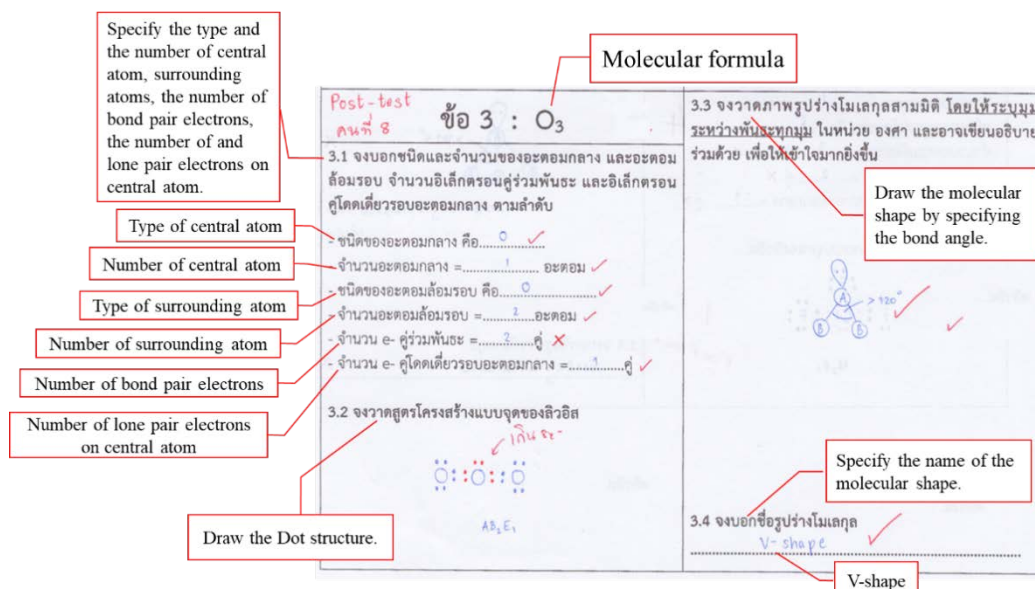 Specify the type and
the number of central
atom, surrounding
atoms, the number of
bond pair electrons,
the number of and
lone pair electrons on
central atom.
Molecular formula
Post-test
คนที่ 8
ข้อ 3 : O₃
3.1 จงบอกชนิดและจำนวนของอะตอมกลาง และอะตอม
ล้อมรอบ จำนวนอิเล็กตรอนคู่ร่วมพันธะ และอิเล็กตรอน
คู่โดดเดี่ยวรอบอะตอมกลาง ตามลำดับ
Type of central atom
- ชนิดของอะตอมกลาง คือ.....O.....
Number of central atom
- จำนวนอะตอมกลาง =.....1..... อะตอม
Type of surrounding atom
- ชนิดของอะตอมล้อมรอบ คือ.....O.....
Number of surrounding atom
- จำนวนอะตอมล้อมรอบ =.....2.....อะตอม
Number of bond pair electrons
- จำนวน e- คู่ร่วมพันธะ =.....2.....คู่
Number of lone pair electrons
on central atom
- จำนวน e- คู่โดดเดี่ยวรอบอะตอมกลาง =.....1.....คู่
3.2 จงวาดสูตรโครงสร้างแบบจุดของลิวอิส
O O O
AB₂E₁
Draw the Dot structure.
3.3 จงวาดภาพรูปร่างโมเลกุลสามมิติ โดยให้ระบุมุม
ระหว่างพันธะทุกมุม ในหน่วย องศา และอาจเขียนอธิบาย
ร่วมด้วย เพื่อให้เข้าใจมากยิ่งขึ้น
Draw the molecular
shape by specifying
the bond angle.
A
>120°
B B
Specify the name of the
molecular shape.
3.4 จงบอกชื่อรูปร่างโมเลกุล
V-shape
V-shape